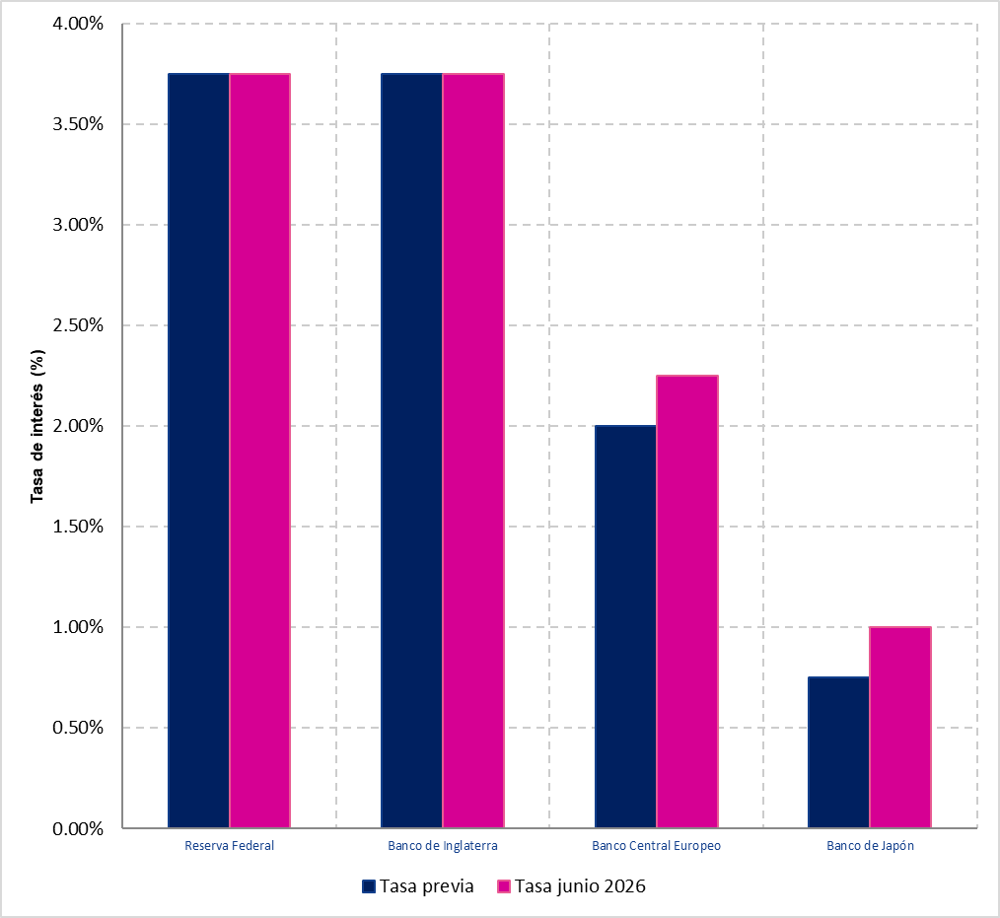 4.00%
3.50%
3.00%
2.50%
2.00%
1.50%
1.00%
0.50%
0.00%
Tasa de interés (%)
Reserva Federal
Banco de Inglaterra
Banco Central Europeo
Banco de Japón
Tasa previa
Tasa junio 2026